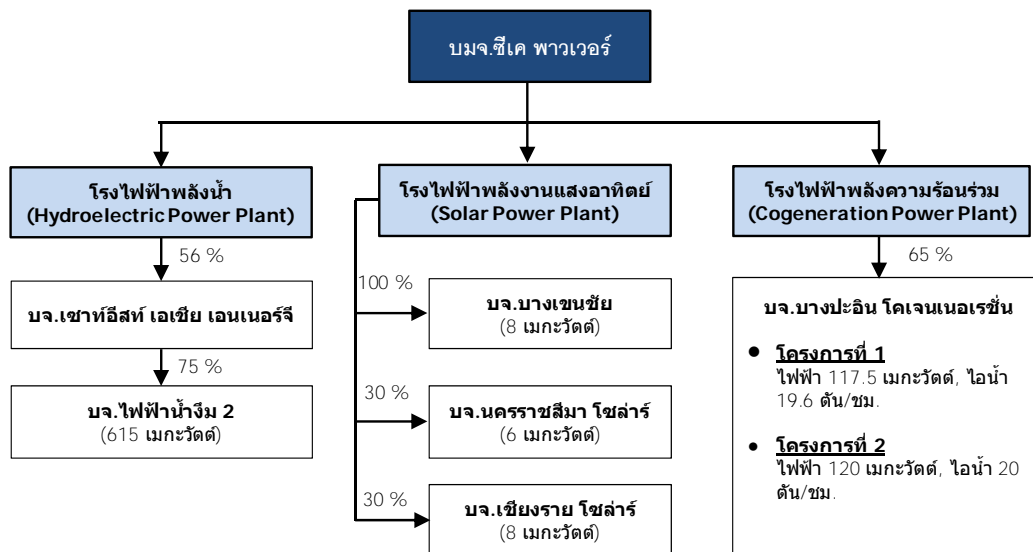 บมจ.ซีเค พาวเวอร์
โรงไฟฟ้าพลังน้ำ
(Hydroelectric Power Plant)
56 %
บจ.เซาท์อีสท์ เอเชีย เอนเนอร์จี
75 %
บจ.ไฟฟ้าน้ำงึม 2
(615 เมกะวัตต์)
โรงไฟฟ้าพลังงานแสงอาทิตย์
(Solar Power Plant)
100 %
บจ.บางเขนชัย
(8 เมกะวัตต์)
30 %
บจ.นครราชสีมา โซล่าร์
(6 เมกะวัตต์)
30 %
บจ.เชียงราย โซล่าร์
(8 เมกะวัตต์)
โรงไฟฟ้าพลังความร้อนร่วม
(Cogeneration Power Plant)
65 %
บจ.บางปะอิน โคเจนเนอเรชั่น
● โครงการที่ 1
ไฟฟ้า 117.5 เมกะวัตต์, ไอน้ำ
19.6 ตัน/ชม.
● โครงการที่ 2
ไฟฟ้า 120 เมกะวัตต์, ไอน้ำ 20
ตัน/ชม.